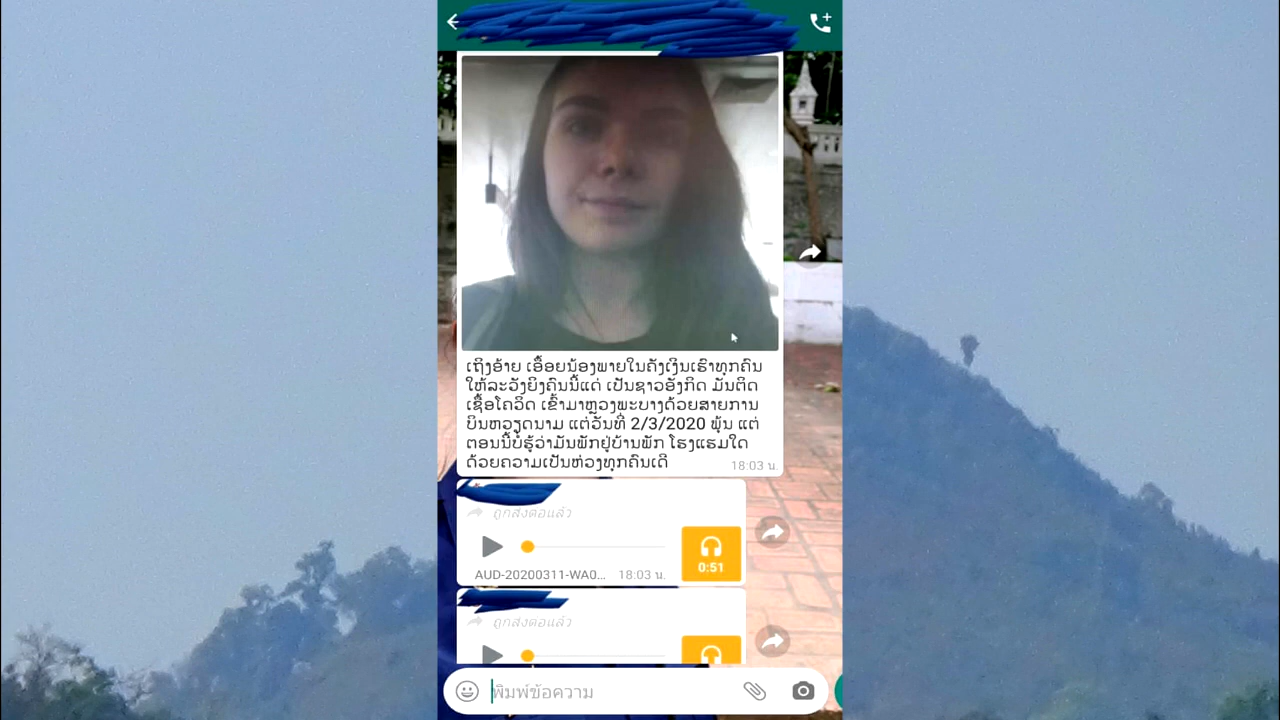 ເຖິງອ້າຍ ເອື້ອຍນ້ອງພາຍໃນຄັງເງິນເຮົາທຸກຄົນ
ໃຫ້ລະວັງຍິງຄົນນີ້ແດ່ ເປັນຊາວອັງກິດ ມັນຕິດ
ເຊື້ອໂຄວິດ ເຂົ້າມາຫຼວງພະບາງດ້ວຍສາຍການ
ບິນຫວຽດນາມ ແຕ່ວັນທີ່ 2/3/2020 ພຸ້ນ ແຕ່
ຕອນນີ້ບໍ່ຮູ້ວ່າມັນພັກຢູ່ບ້ານພັກ ໂຮງແຮມໃດ
ດ້ວຍຄວາມເປັນຫ່ວງທຸກຄົນເດີ
18:03 น.
ถูกส่งต่อแล้ว
0:51
AUD-20200311-WA0... 18:03 น.
ถูกส่งต่อแล้ว
พิมพ์ข้อความ